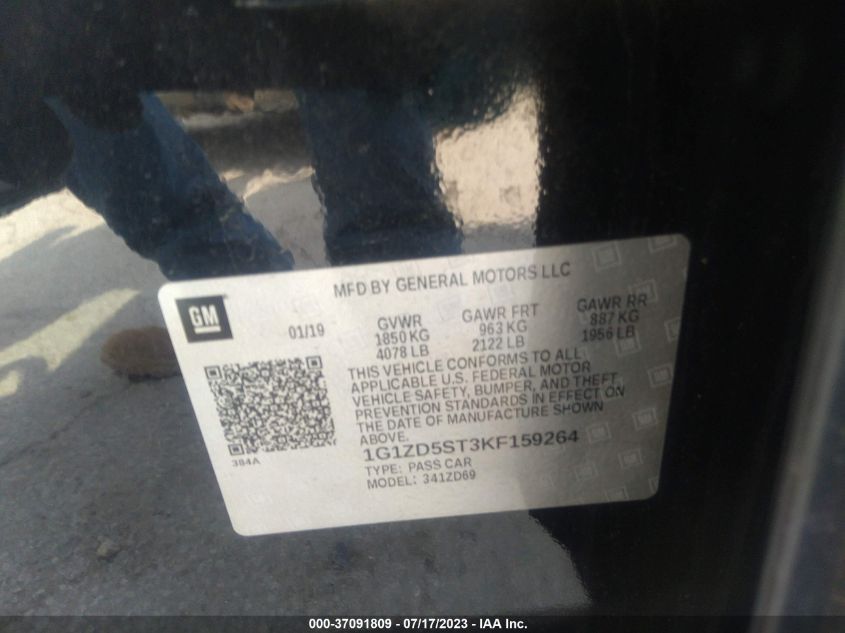 MFD BY GENERAL MOTORS LLC
GM
01/19
GVWR
1850 KG
4078 LB
GAWR FRT
963 KG
2122 LB
GAWR RR
887 KG
1956 LB
THIS VEHICLE CONFORMS TO ALL
APPLICABLE U.S. FEDERAL MOTOR
VEHICLE SAFETY, BUMPER, AND THEFT
PREVENTION STANDARDS IN EFFECT ON
THE DATE OF MANUFACTURE SHOWN
ABOVE.
384A
1G1ZD5ST3KF159264
TYPE: PASS CAR
MODEL: 341ZD69
000-37091809 - 07/17/2023 - IAA Inc.